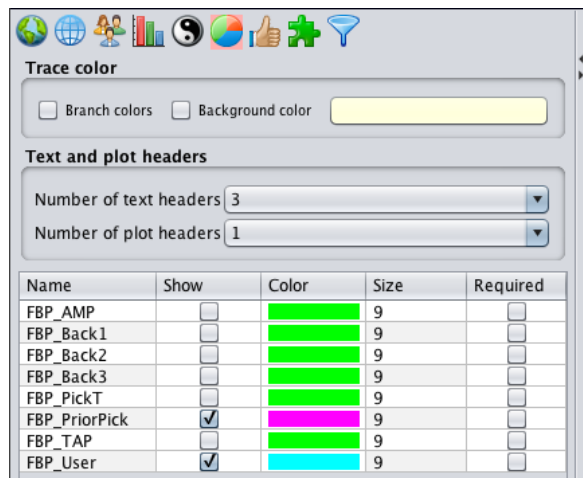 Trace color
Branch colors Background color
Text and plot headers
Number of text headers 3
Number of plot headers 1
Name Show Color Size Required
FBP_AMP 9
FBP_Back1 9
FBP_Back2 9
FBP_Back3 9
FBP_PickT 9
FBP_PriorPick 9
FBP_TAP 9
FBP_User 9